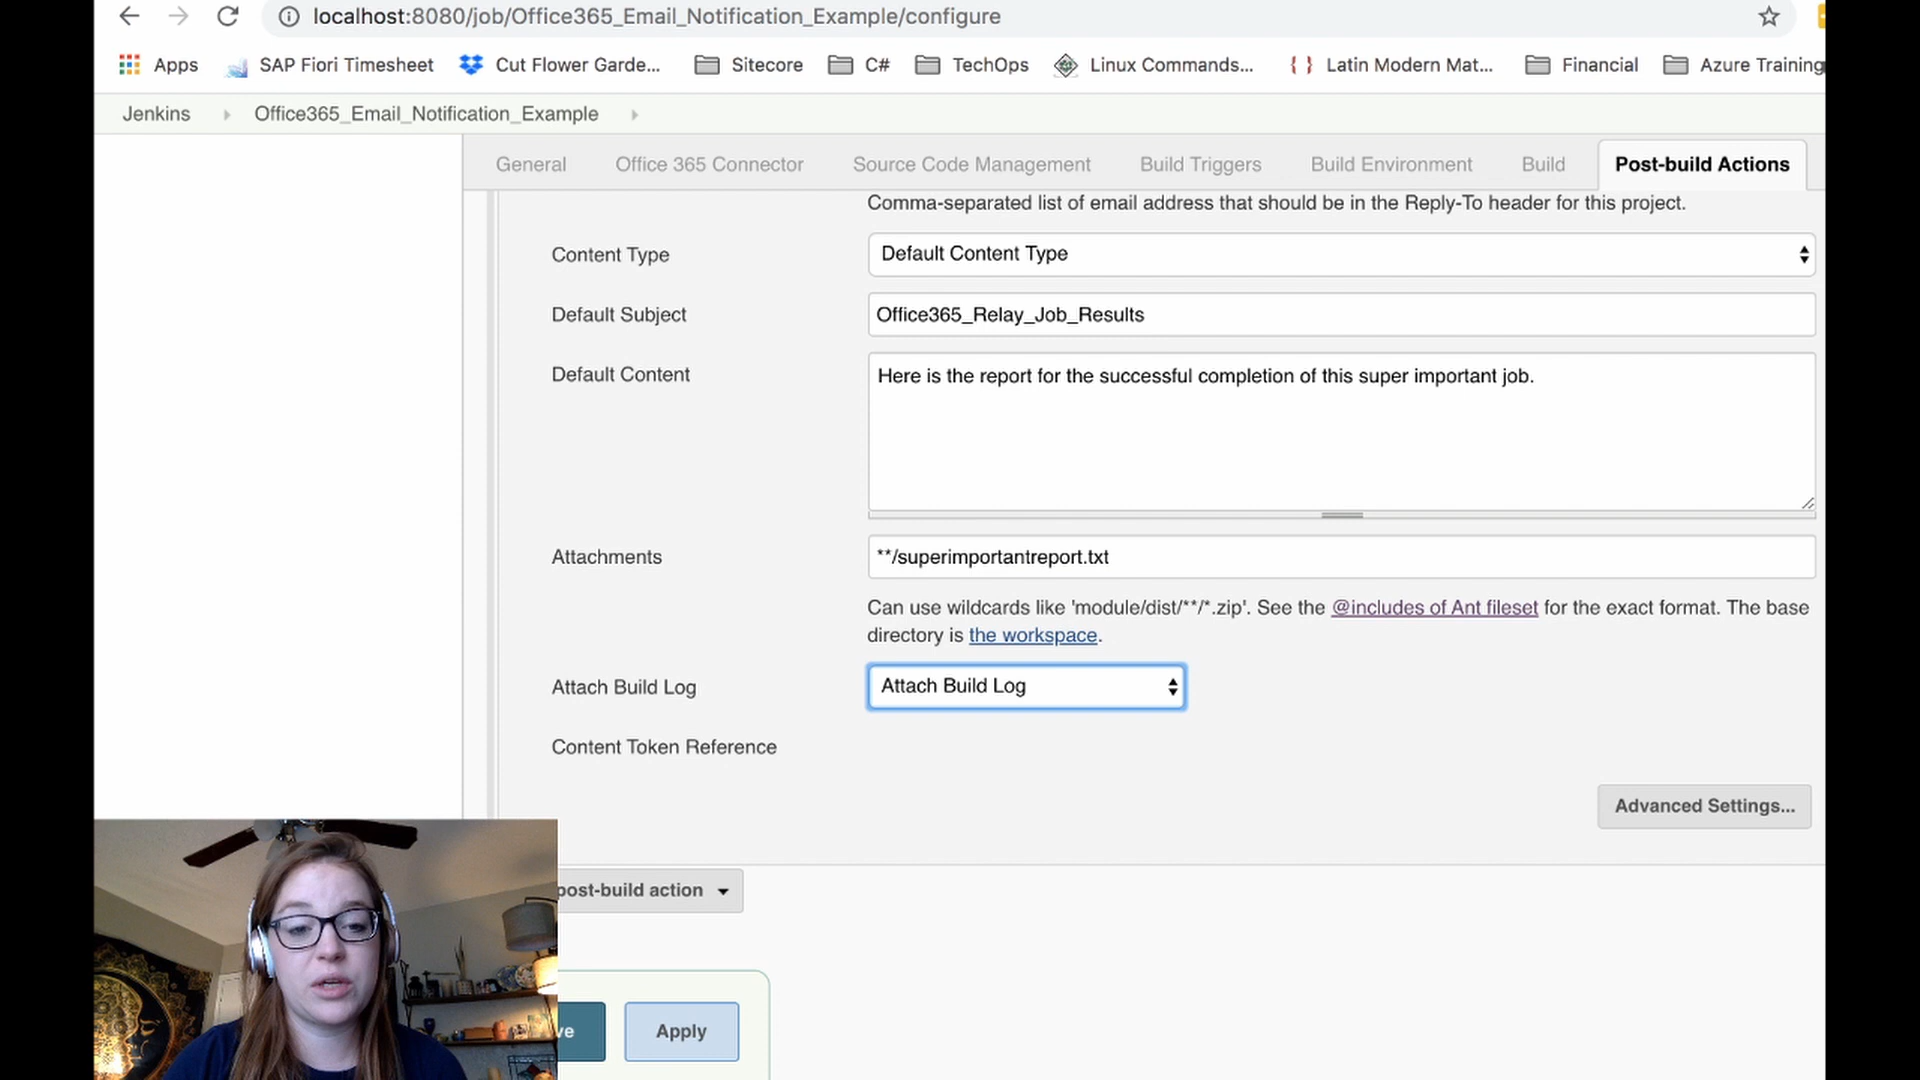 localhost:8080/job/Office365_Email_Notification_Example/configure
Apps SAP Fiori Timesheet Cut Flower Garde... Sitecore C# TechOps Linux Commands... Latin Modern Mat... Financial Azure Training
Jenkins Office365_Email_Notification_Example
General Office 365 Connector Source Code Management Build Triggers Build Environment Build Post-build Actions
Comma-separated list of email address that should be in the Reply-To header for this project.
Content Type Default Content Type
Default Subject Office365_Relay_Job_Results
Default Content Here is the report for the successful completion of this super important job.
Attachments **/superimportantreport.txt
Can use wildcards like 'module/dist/**/*.zip'. See the @includes of Ant fileset for the exact format. The base
directory is the workspace.
Attach Build Log Attach Build Log
Content Token Reference
Advanced Settings...
post-build action
ve Apply